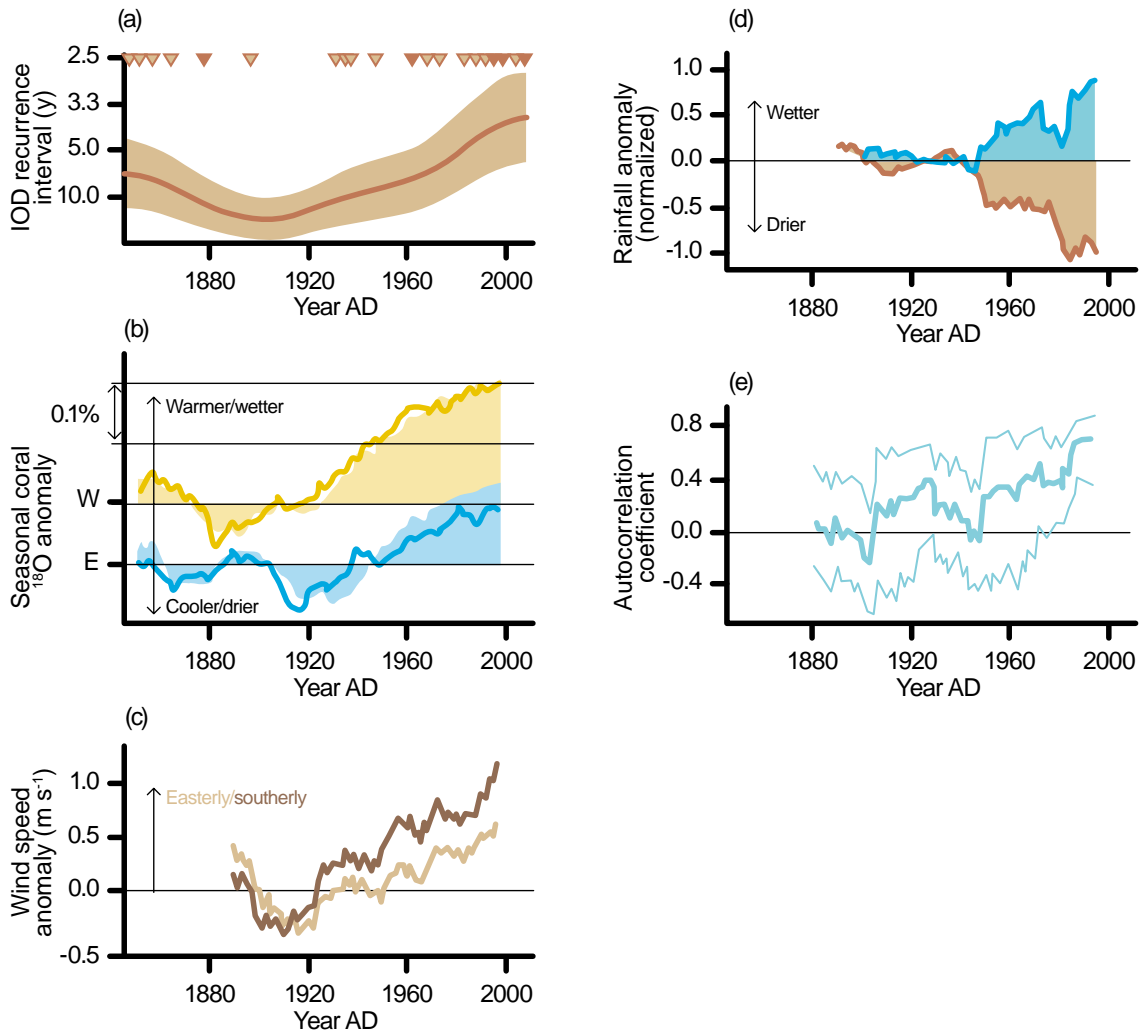 (a)
IOD recurrence
interval (y)
2.5
3.3
5.0
10.0
1880 1920 1960 2000
Year AD
(b)
Seasonal coral
18O anomaly
0.1%
W
E
Warmer/wetter
Cooler/drier
1880 1920 1960 2000
Year AD
(c)
Wind speed
anomaly (m s-1)
1.0
0.5
0.0
-0.5
Easterly/southerly
1880 1920 1960 2000
Year AD
(d)
Rainfall anomaly
(normalized)
1.0
0.5
0.0
-0.5
-1.0
Wetter
Drier
1880 1920 1960 2000
Year AD
(e)
Autocorrelation
coefficient
0.8
0.4
0.0
-0.4
1880 1920 1960 2000
Year AD